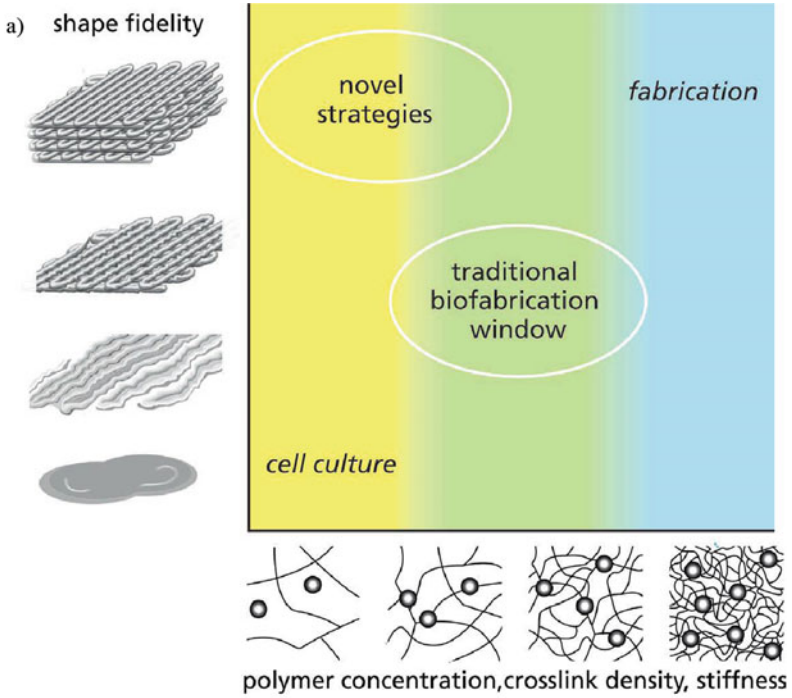 a)
shape fidelity
novel
strategies
fabrication
traditional
biofabrication
window
cell culture
polymer concentration,crosslink density, stiffness